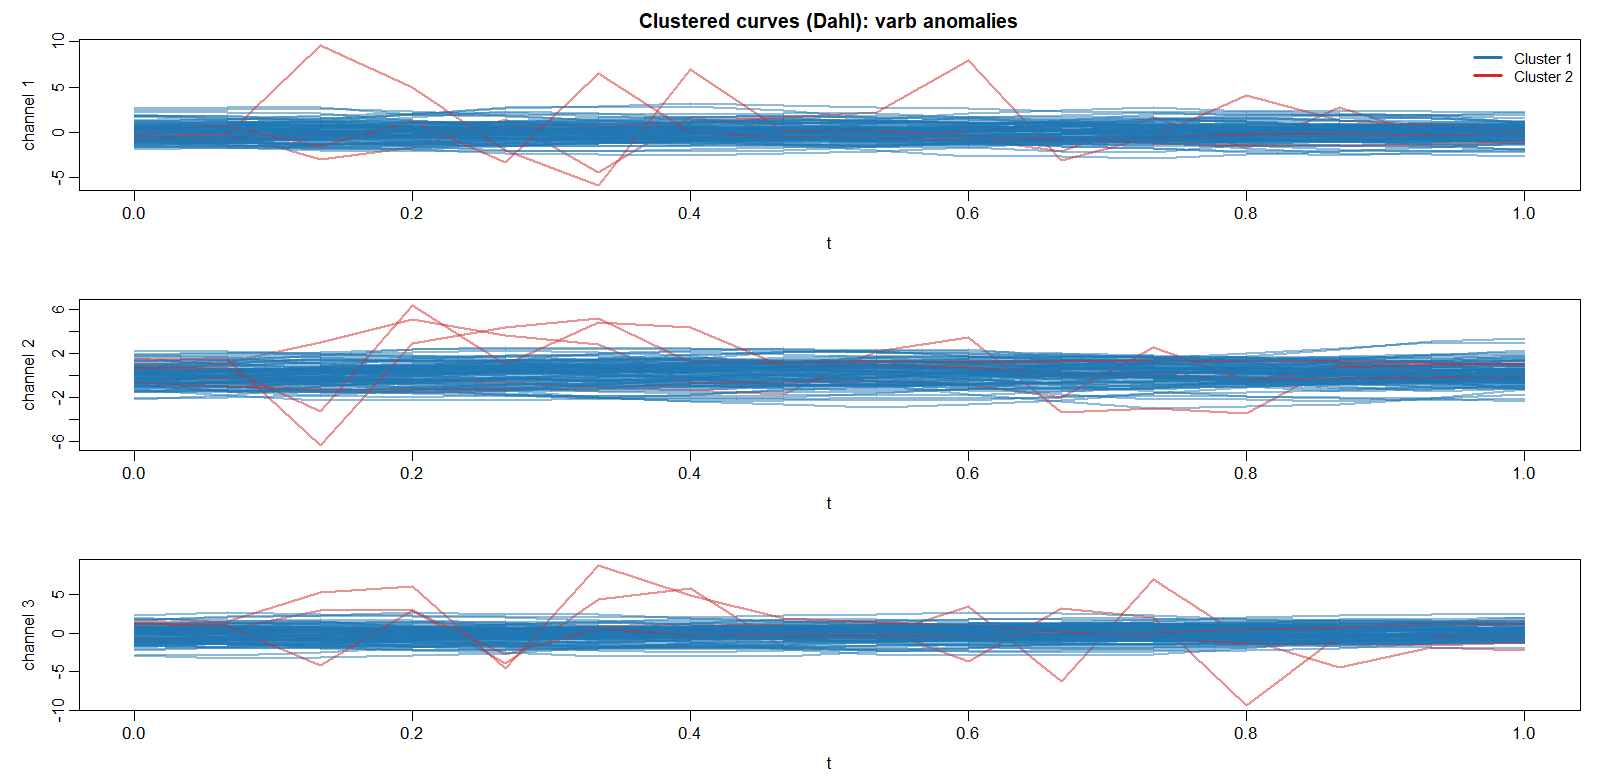 Clustered curves (Dahl): varb anomalies
channel 1
10
5
0
-5
Cluster 1
Cluster 2
0.0 0.2 0.4 0.6 0.8 1.0
t
channel 2
6
2
-2
-6
0.0 0.2 0.4 0.6 0.8 1.0
t
channel 3
5
0
-5
-10
0.0 0.2 0.4 0.6 0.8 1.0
t